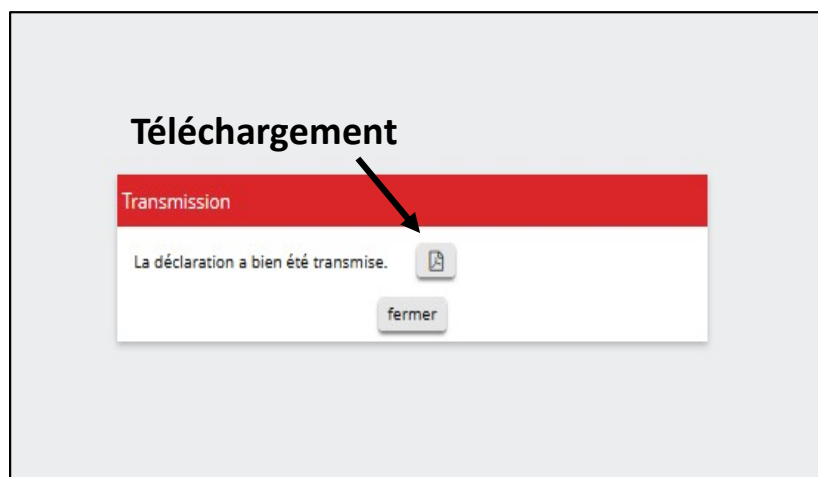 Téléchargement
Transmission
La déclaration a bien été transmise.
fermer